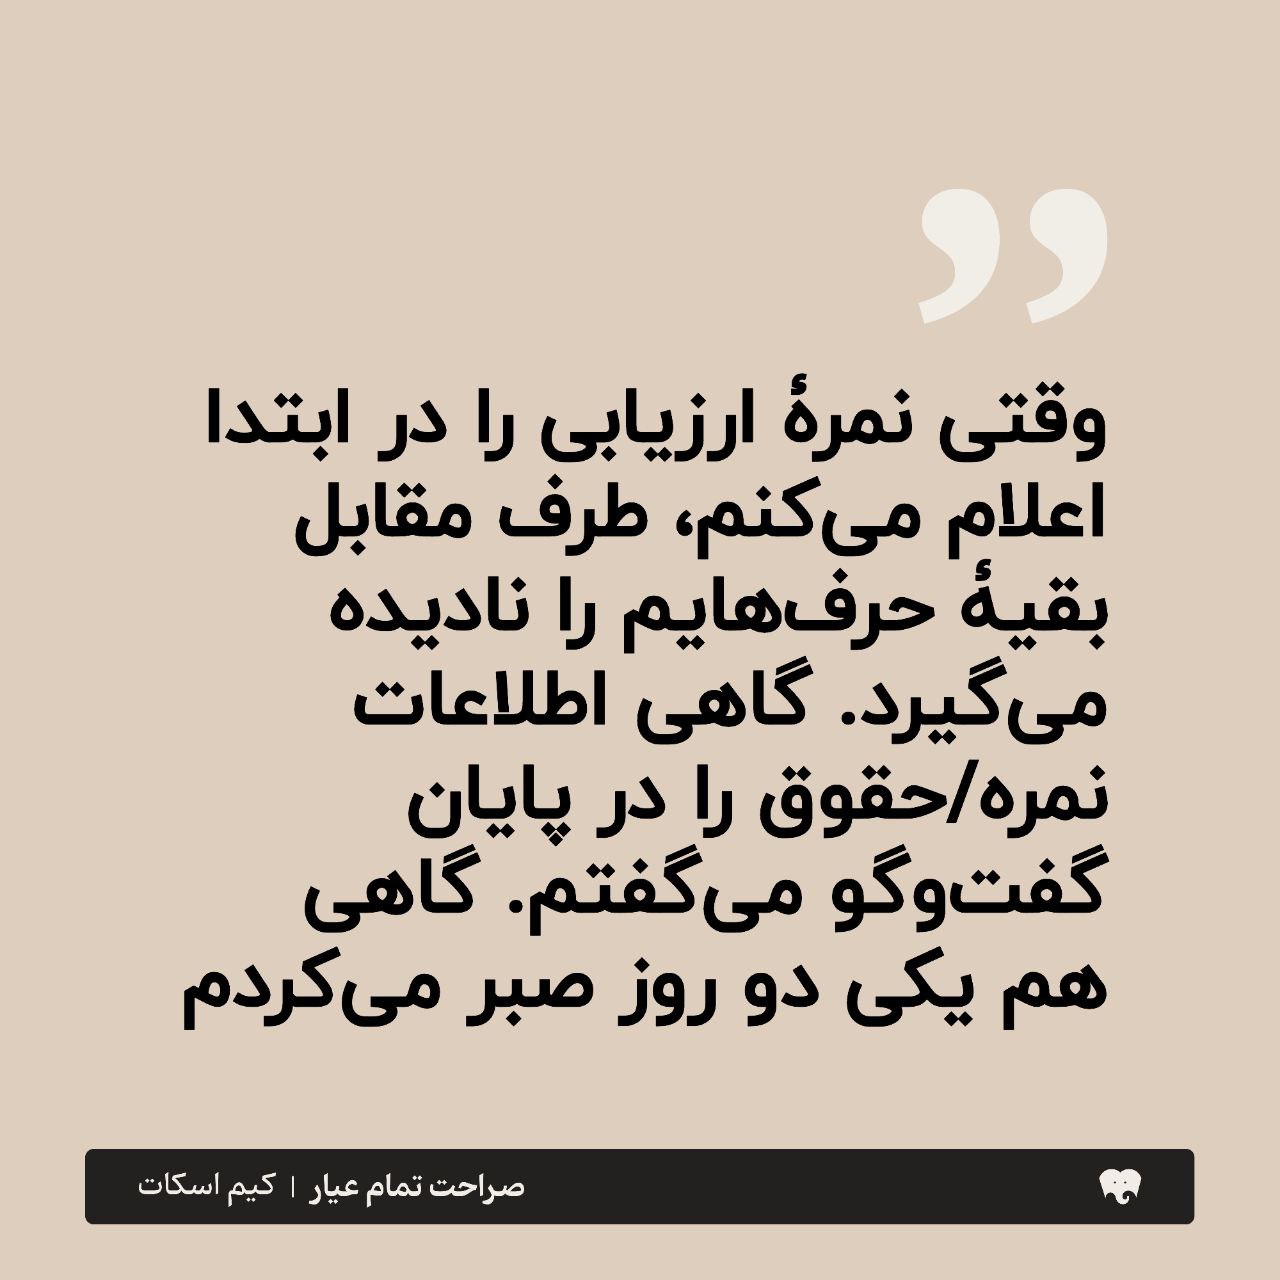 وقتی نمرهٔ ارزیابی را در ابتدا
اعلام می‌کنم، طرف مقابل
بقیهٔ حرف‌هایم را نادیده
می‌گیرد. گاهی اطلاعات
نمره/حقوق را در پایان
گفت‌وگو می‌گفتم. گاهی
هم یکی دو روز صبر می‌کردم
صراحت تمام عیار | کیم اسکات